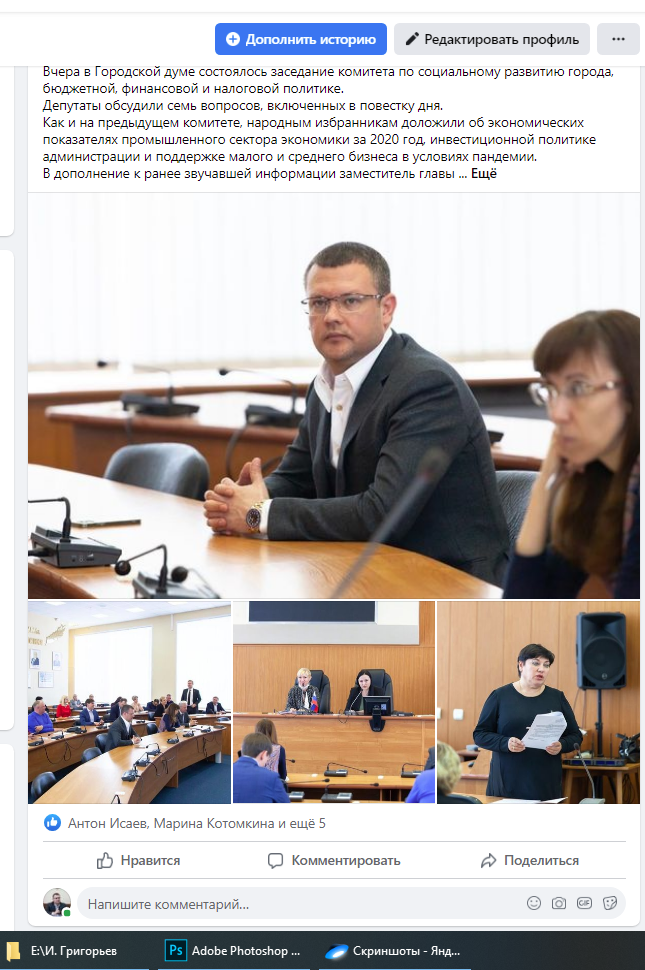 Дополнить историю
Редактировать профиль
Вчера в Городской думе состоялось заседание комитета по социальному развитию города,
бюджетной, финансовой и налоговой политике.
Депутаты обсудили семь вопросов, включенных в повестку дня.
Как и на предыдущем комитете, народным избранникам доложили об экономических
показателях промышленного сектора экономики за 2020 год, инвестиционной политике
администрации и поддержке малого и среднего бизнеса в условиях пандемии.
В дополнение к ранее звучавшей информации заместитель главы ... Ещё
Антон Исаев, Марина Котомкина и ещё 5
Нравится
Комментировать
Поделиться
Напишите комментарий...
GIF
E:\И. Григорьев
Ps
Adobe Photoshop ...
Скриншоты - Янд...